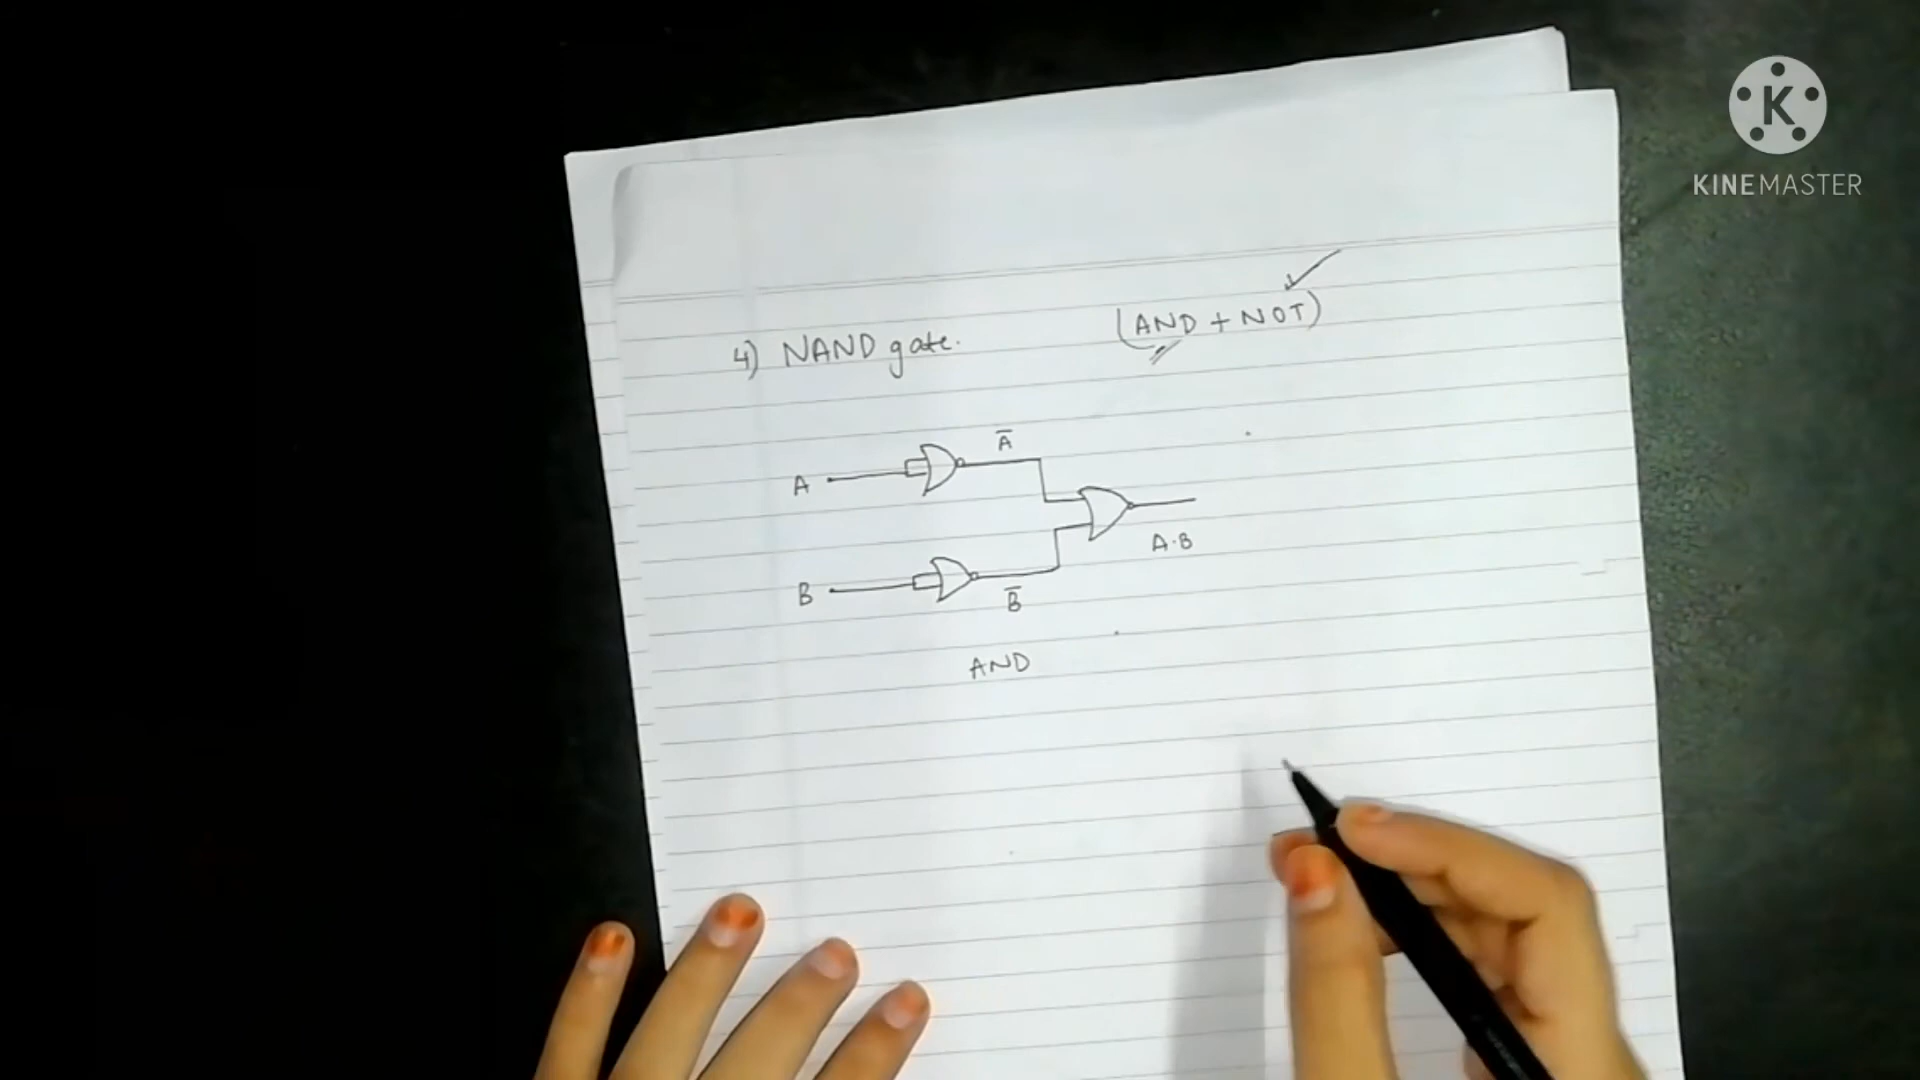 K
KINEMASTER
4) NAND gate. (AND + NOT)
A
A̅
A.B
B
B̅
AND